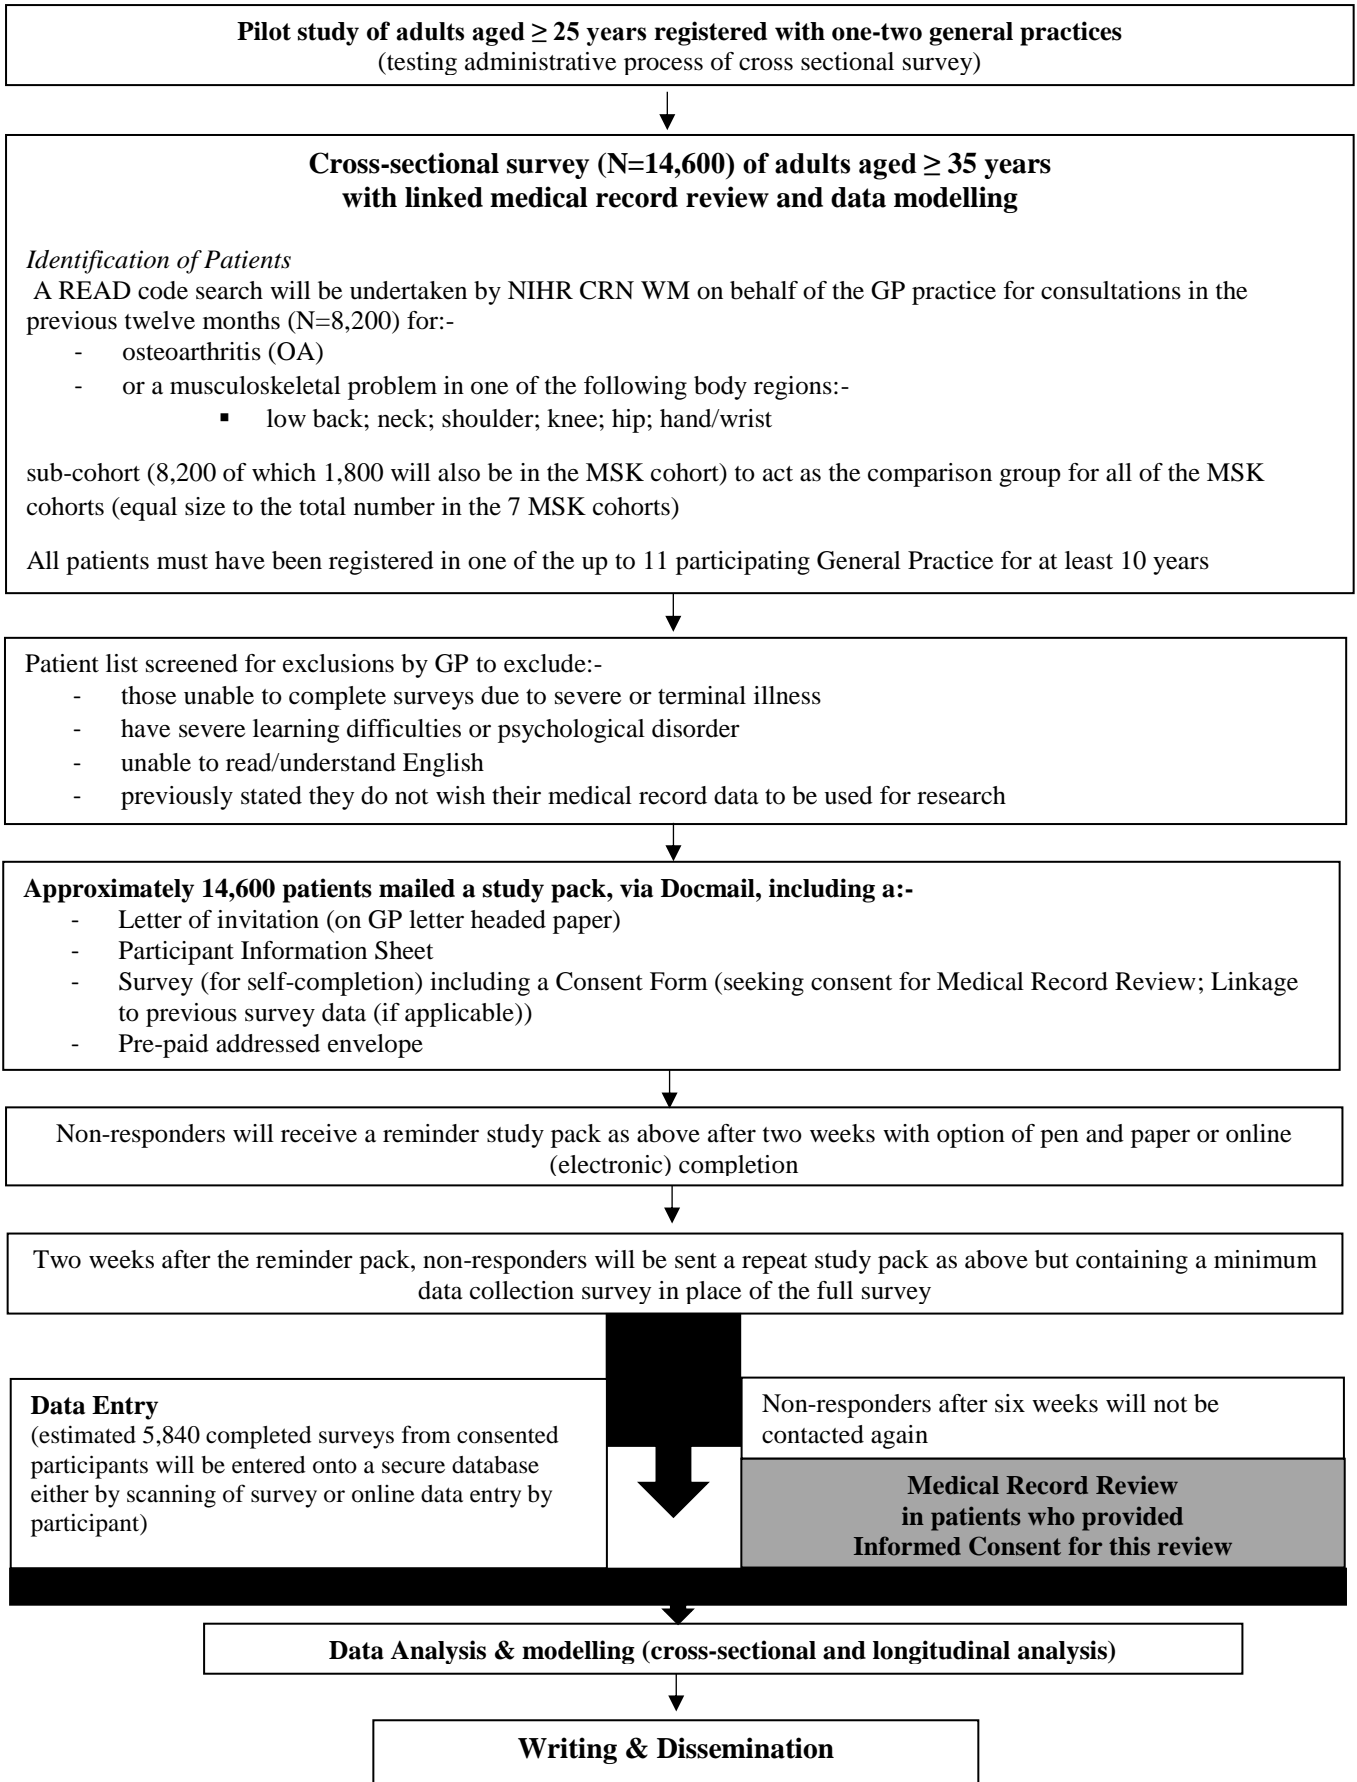 Pilot study of adults aged ≥ 25 years registered with one-two general practices
(testing administrative process of cross sectional survey)
Cross-sectional survey (N=14,600) of adults aged ≥ 35 years
with linked medical record review and data modelling
Identification of Patients
A READ code search will be undertaken by NIHR CRN WM on behalf of the GP practice for consultations in the
previous twelve months (N=8,200) for:-
- osteoarthritis (OA)
- or a musculoskeletal problem in one of the following body regions:-
▪ low back; neck; shoulder; knee; hip; hand/wrist
sub-cohort (8,200 of which 1,800 will also be in the MSK cohort) to act as the comparison group for all of the MSK
cohorts (equal size to the total number in the 7 MSK cohorts)
All patients must have been registered in one of the up to 11 participating General Practice for at least 10 years
Patient list screened for exclusions by GP to exclude:-
- those unable to complete surveys due to severe or terminal illness
- have severe learning difficulties or psychological disorder
- unable to read/understand English
- previously stated they do not wish their medical record data to be used for research
Approximately 14,600 patients mailed a study pack, via Docmail, including a:-
- Letter of invitation (on GP letter headed paper)
- Participant Information Sheet
- Survey (for self-completion) including a Consent Form (seeking consent for Medical Record Review; Linkage
to previous survey data (if applicable))
- Pre-paid addressed envelope
Non-responders will receive a reminder study pack as above after two weeks with option of pen and paper or online
(electronic) completion
Two weeks after the reminder pack, non-responders will be sent a repeat study pack as above but containing a minimum
data collection survey in place of the full survey
Data Entry
(estimated 5,840 completed surveys from consented
participants will be entered onto a secure database
either by scanning of survey or online data entry by
participant)
Non-responders after six weeks will not be
contacted again
Medical Record Review
in patients who provided
Informed Consent for this review
Data Analysis & modelling (cross-sectional and longitudinal analysis)
Writing & Dissemination